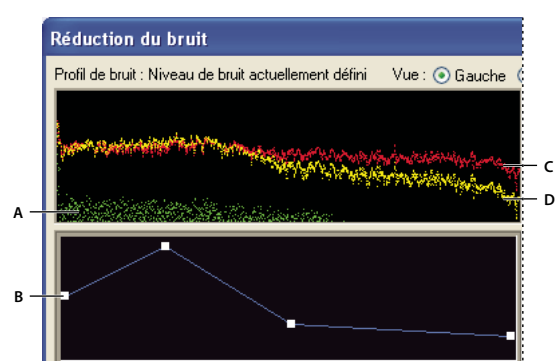 Réduction du bruit
Profil de bruit : Niveau de bruit actuellement défini Vue : Gauche
C
D
A
B